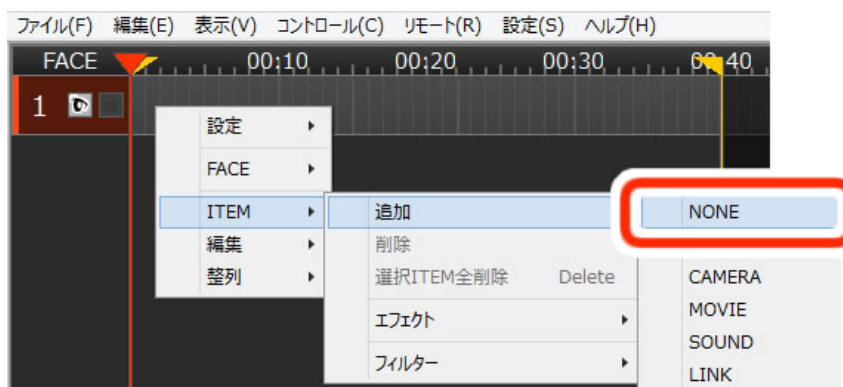 ファイル(F) 編集(E) 表示(V) コントロール(C) リモート(R) 設定(S) ヘルプ(H)
FACE 00:10 00:20 00:30 00:40
1
設定
FACE
ITEM 追加 NONE
編集 削除
整列 選択ITEM全削除 Delete CAMERA
MOVIE
エフェクト
SOUND
フィルター
LINK